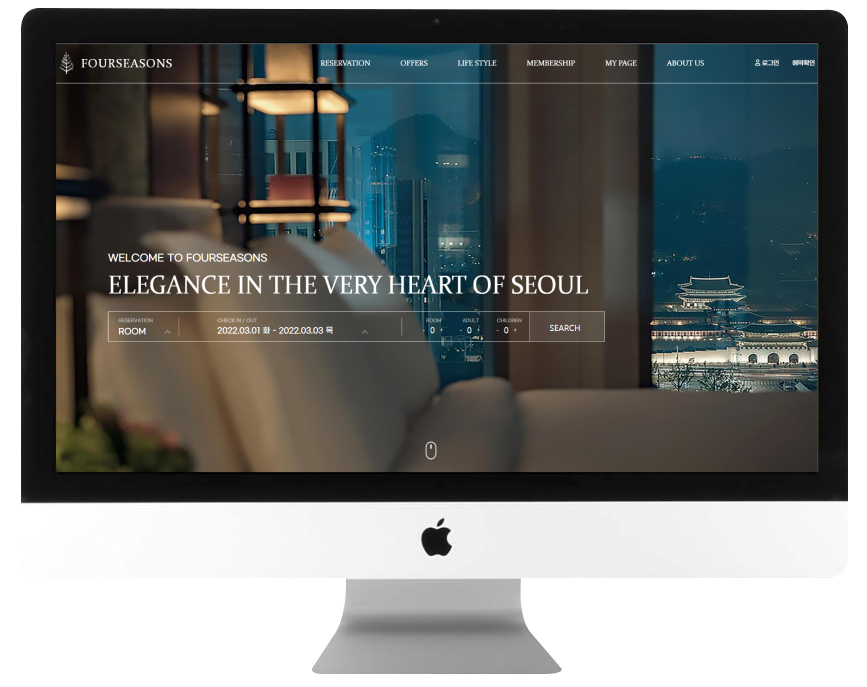 FOURSEASONS
RESERVATION OFFERS LIFE STYLE MEMBERSHIP MY PAGE ABOUT US 로그인 예약확인
WELCOME TO FOURSEASONS
ELEGANCE IN THE VERY HEART OF SEOUL
RESERVATION CHECK IN / OUT ROOM ADULT CHILDREN
ROOM 2022.03.01 화 - 2022.03.03 목 - 0 + - 0 + - 0 + SEARCH